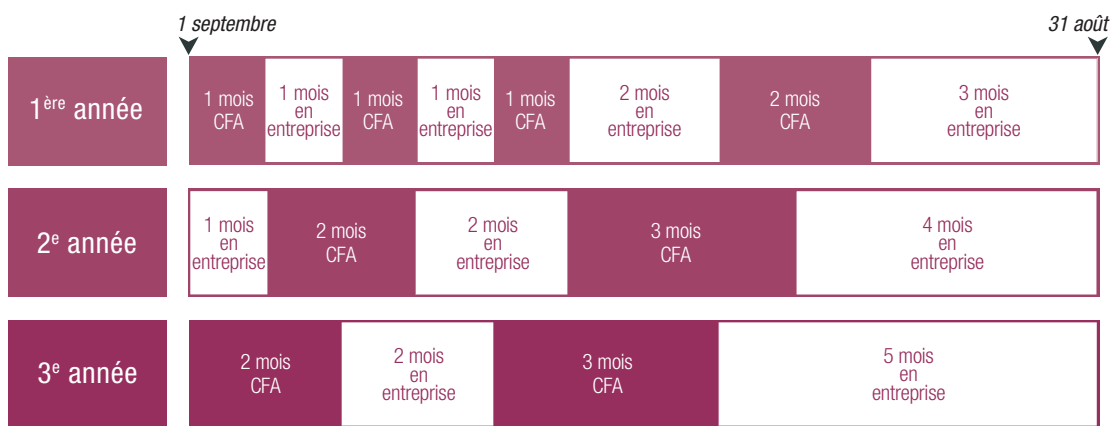 1 septembre
31 août
1ère année
1 mois
CFA
1 mois
en
entreprise
1 mois
CFA
1 mois
en
entreprise
1 mois
CFA
2 mois
en
entreprise
2 mois
CFA
3 mois
en
entreprise
2e année
1 mois
en
entreprise
2 mois
CFA
2 mois
en
entreprise
3 mois
CFA
4 mois
en
entreprise
3e année
2 mois
CFA
2 mois
en
entreprise
3 mois
CFA
5 mois
en
entreprise